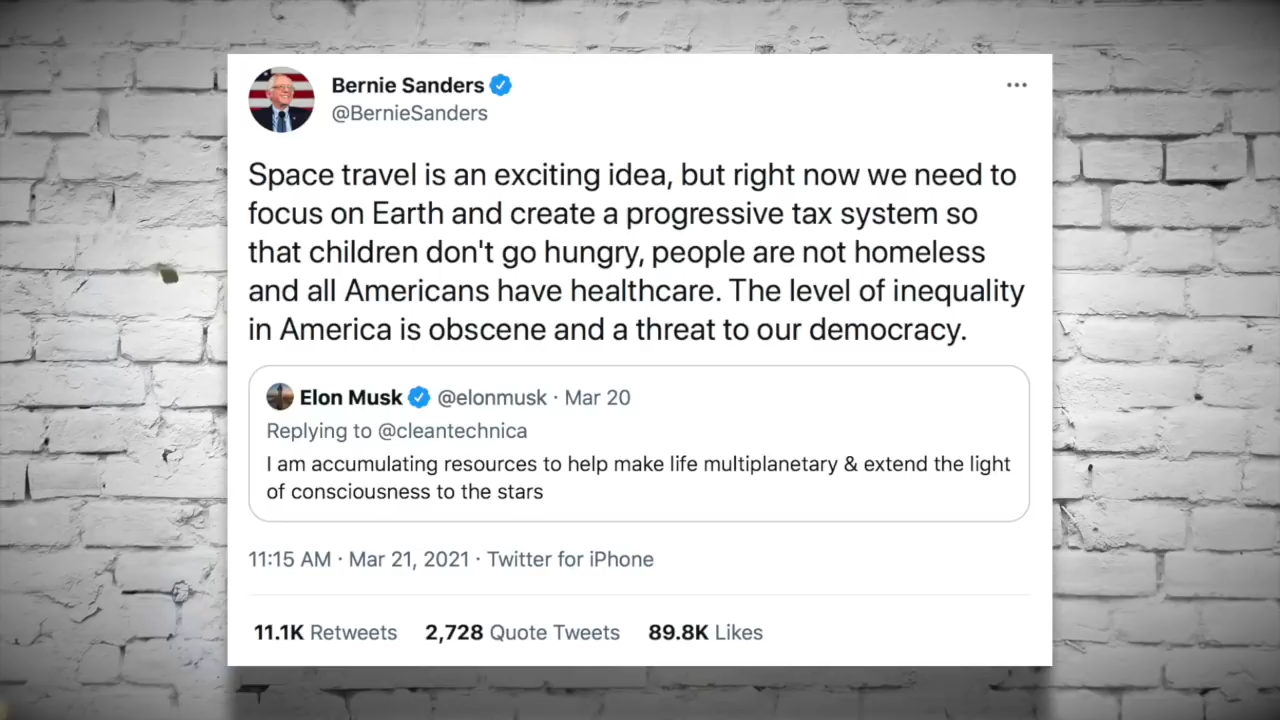 Bernie Sanders
@BernieSanders
Space travel is an exciting idea, but right now we need to
focus on Earth and create a progressive tax system so
that children don't go hungry, people are not homeless
and all Americans have healthcare. The level of inequality
in America is obscene and a threat to our democracy.
Elon Musk @elonmusk · Mar 20
Replying to @cleantechnica
I am accumulating resources to help make life multiplanetary & extend the light
of consciousness to the stars
11:15 AM · Mar 21, 2021 · Twitter for iPhone
11.1K Retweets 2,728 Quote Tweets 89.8K Likes